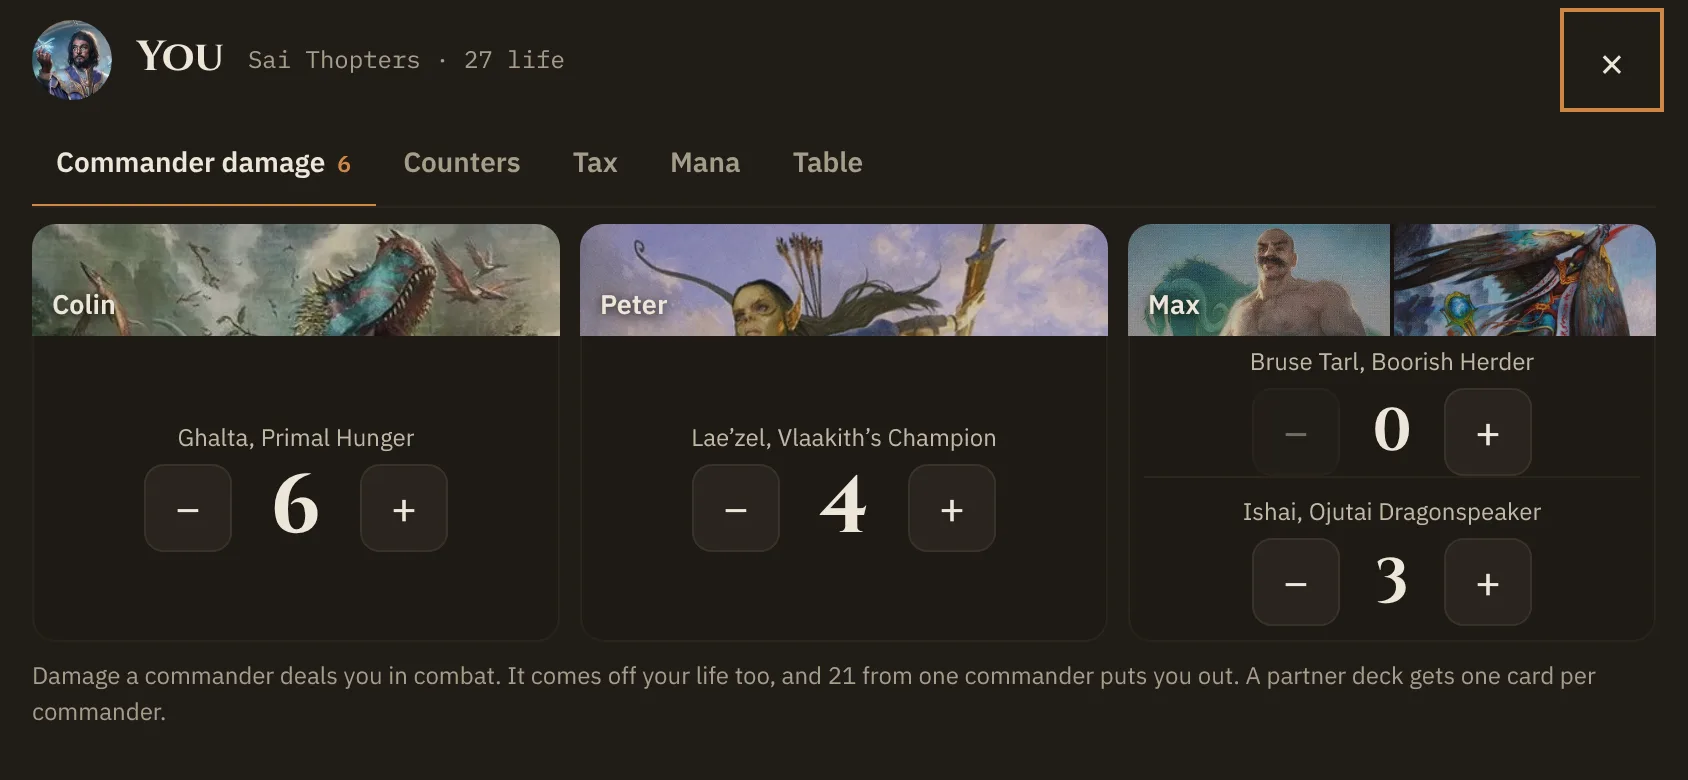 YOU Sai Thopters · 27 life ×
Commander damage 6 Counters Tax Mana Table
Colin
Peter
Max
Ghalta, Primal Hunger
− 6 +
Lae’zel, Vlaakith’s Champion
− 4 +
Bruse Tarl, Boorish Herder
− 0 +
Ishai, Ojutai Dragonspeaker
− 3 +
Damage a commander deals you in combat. It comes off your life too, and 21 from one commander puts you out. A partner deck gets one card per
commander.